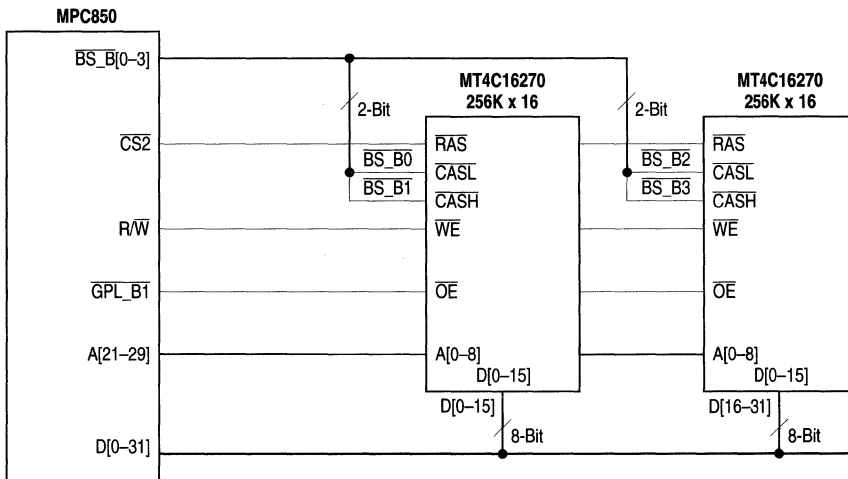 MPC850
BS_B[0–3]
MT4C16270
256K x 16
MT4C16270
256K x 16
2-Bit
2-Bit
CS2
RAS
RAS
BS_B0
CASL
BS_B2
CASL
BS_B1
CASH
BS_B3
CASH
R/W
WE
WE
GPL_B1
OE
OE
A[21–29]
A[0–8]
A[0–8]
D[0–15]
D[0–15]
D[0–15]
D[16–31]
8-Bit
8-Bit
D[0–31]